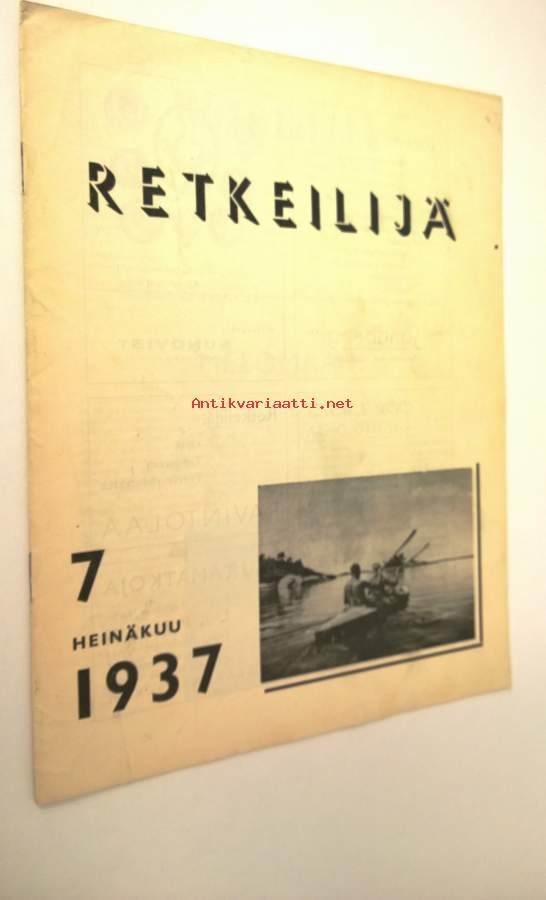 RETKEILIJÄ
Antikvariaatti.net
7
HEINÄKUU
1937